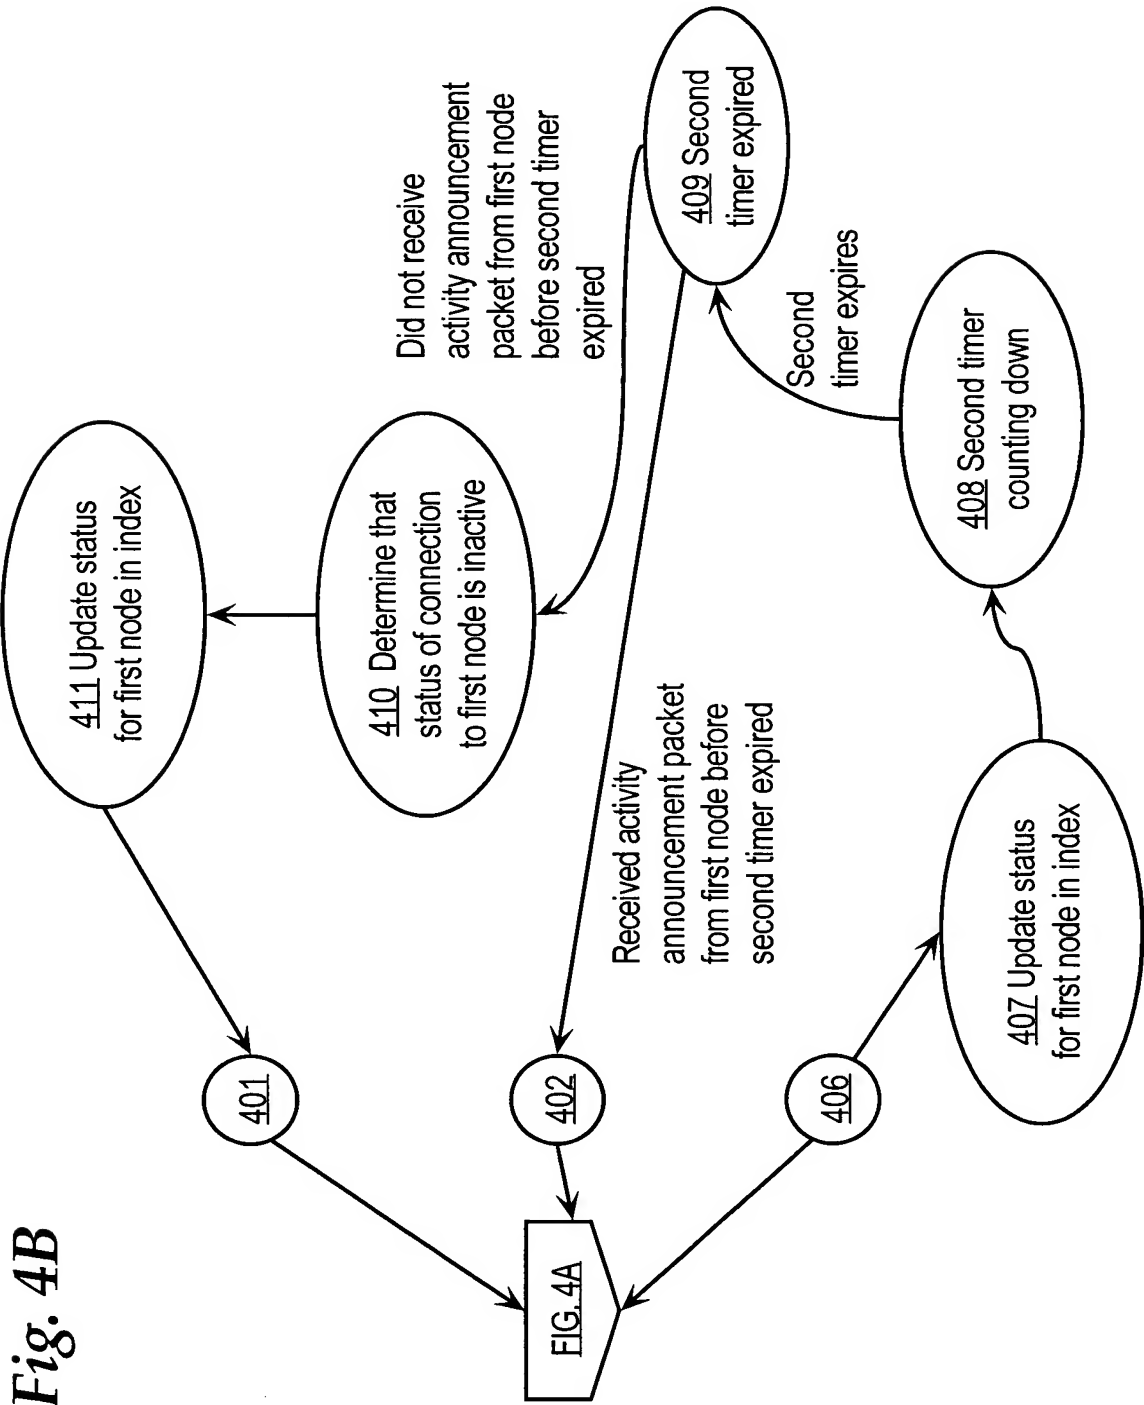 Fig. 4B
411 Update status
for first node in index
410 Determine that
status of connection
to first node is inactive
Did not receive
activity announcement
packet from first node
before second timer
expired
409 Second
timer expired
Second
timer expires
408 Second timer
counting down
Received activity
announcement packet
from first node before
second timer expired
407 Update status
for first node in index
401
402
406
FIG. 4A